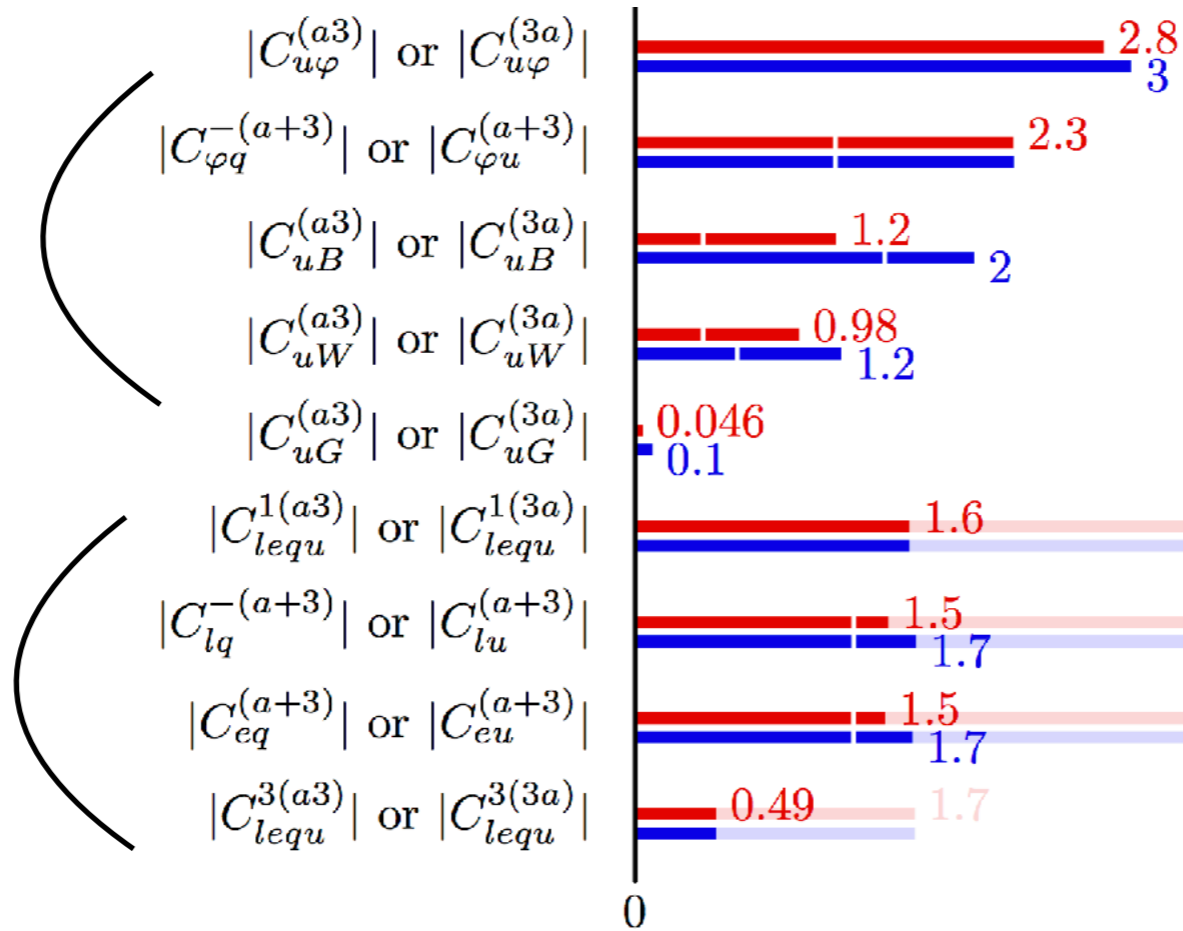 |C_{uφ}^{(a3)}| or |C_{uφ}^{(3a)}| 2.8
3
|C_{φq}^{-(a+3)}| or |C_{φu}^{(a+3)}| 2.3
|C_{uB}^{(a3)}| or |C_{uB}^{(3a)}| 1.2
2
|C_{uW}^{(a3)}| or |C_{uW}^{(3a)}| 0.98
1.2
|C_{uG}^{(a3)}| or |C_{uG}^{(3a)}| 0.046
0.1
|C_{lequ}^{1(a3)}| or |C_{lequ}^{1(3a)}| 1.6
|C_{lq}^{-(a+3)}| or |C_{lu}^{(a+3)}| 1.5
1.7
|C_{eq}^{(a+3)}| or |C_{eu}^{(a+3)}| 1.5
1.7
|C_{lequ}^{3(a3)}| or |C_{lequ}^{3(3a)}| 0.49 1.7
0